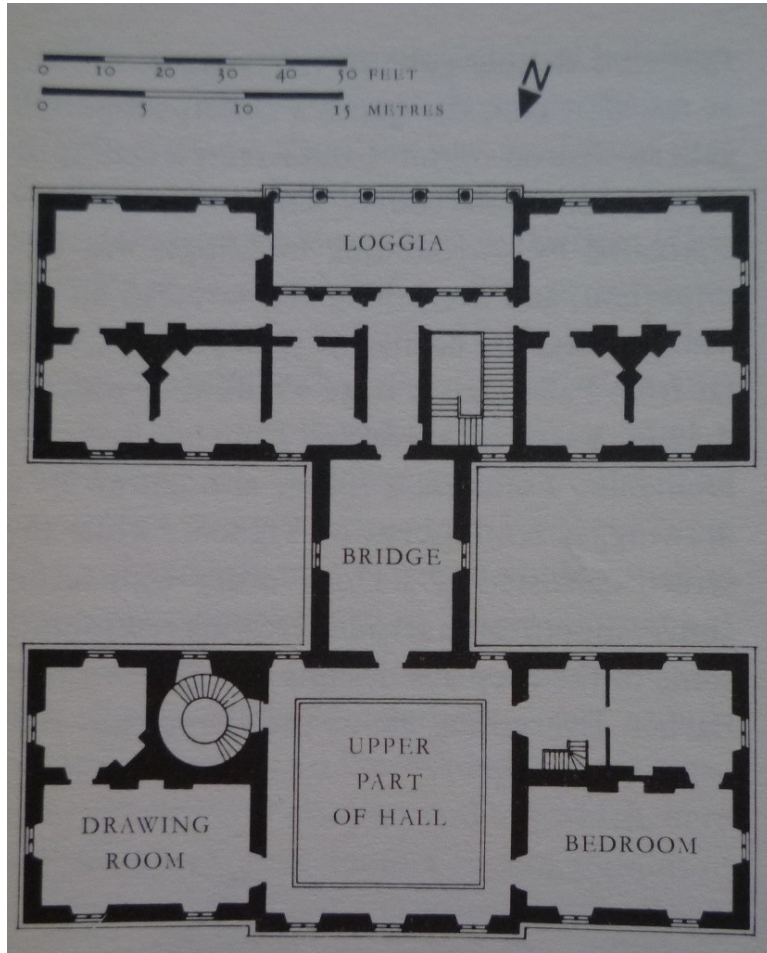 0 10 20 30 40 50 FEET
0 5 10 15 METRES
N
LOGGIA
BRIDGE
UPPER
PART
OF HALL
DRAWING
ROOM
BEDROOM